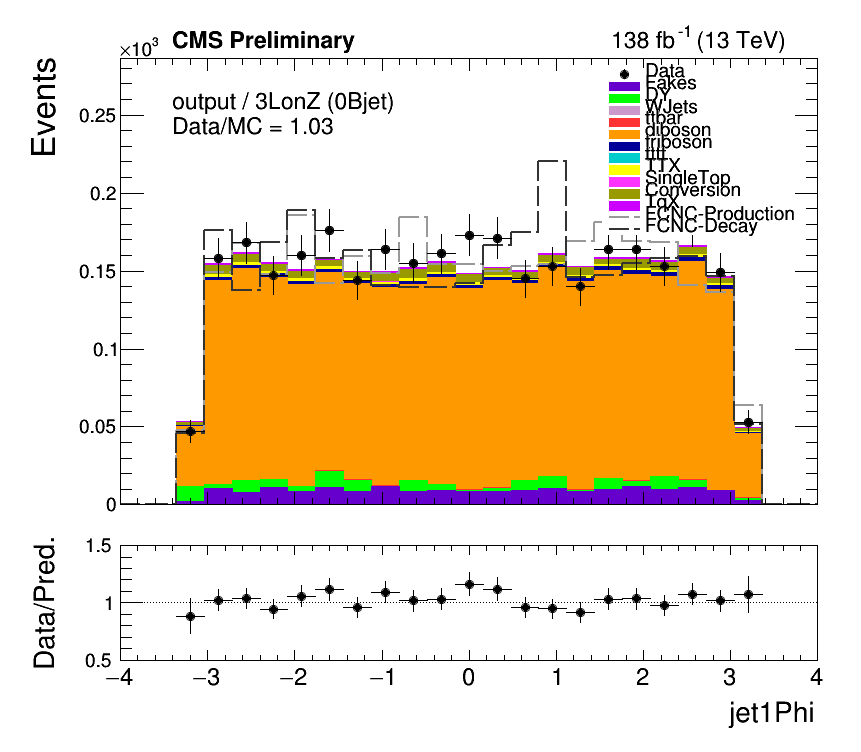 ×10³ CMS Preliminary 138 fb⁻¹ (13 TeV)
Events
output / 3LonZ (0Bjet)
Data/MC = 1.03
Data
Fakes
DY
WJets
ttbar
diboson
triboson
tttt
TTX
SingleTop
Conversion
TqX
FCNC-Production
FCNC-Decay
0.25
0.2
0.15
0.1
0.05
0
Data/Pred.
1.5
1
0.5
−4 −3 −2 −1 0 1 2 3 4
jet1Phi